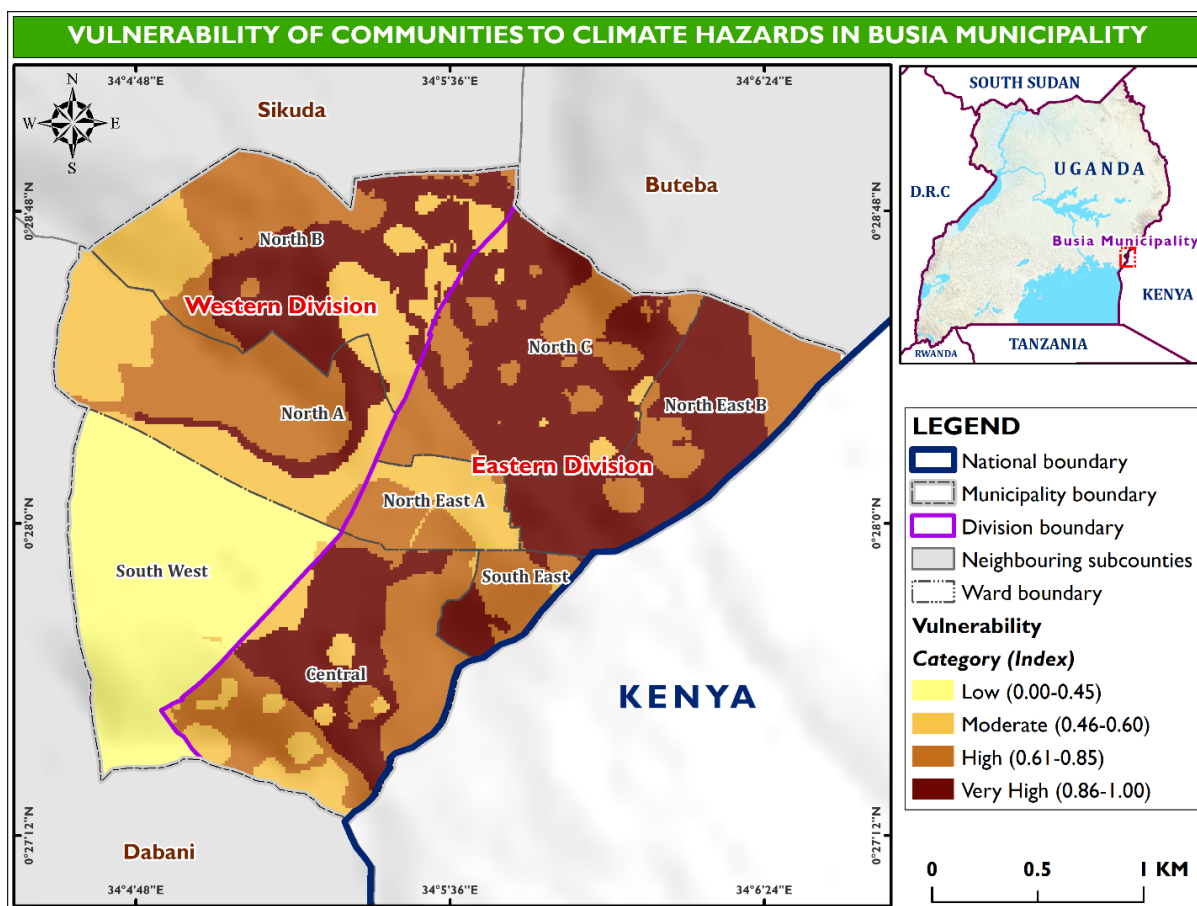 VULNERABILITY OF COMMUNITIES TO CLIMATE HAZARDS IN BUSIA MUNICIPALITY
34°4'48"E
34°5'36"E
34°6'24"E
N
W
E
S
Sikuda
Buteba
0°28'48"N
0°28'48"N
North B
Western Division
North C
North A
North East B
Eastern Division
North East A
0°28'0"N
0°28'0"N
South West
South East
Central
KENYA
0°27'12"N
0°27'12"N
Dabani
34°4'48"E
34°5'36"E
34°6'24"E
SOUTH SUDAN
UGANDA
D.R.C
Busia Municipality
KENYA
TANZANIA
RWANDA
LEGEND
National boundary
Municipality boundary
Division boundary
Neighbouring subcounties
Ward boundary
Vulnerability
Category (Index)
Low (0.00-0.45)
Moderate (0.46-0.60)
High (0.61-0.85)
Very High (0.86-1.00)
0 0.5 1 KM